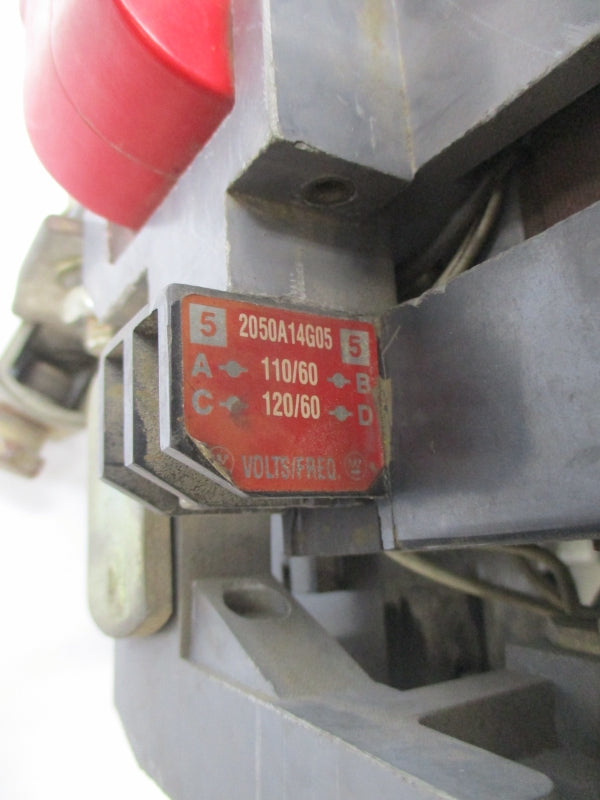 5 2050A14G05 5
A 110/60 B
C 120/60 D
W VOLTS/FREQ. W